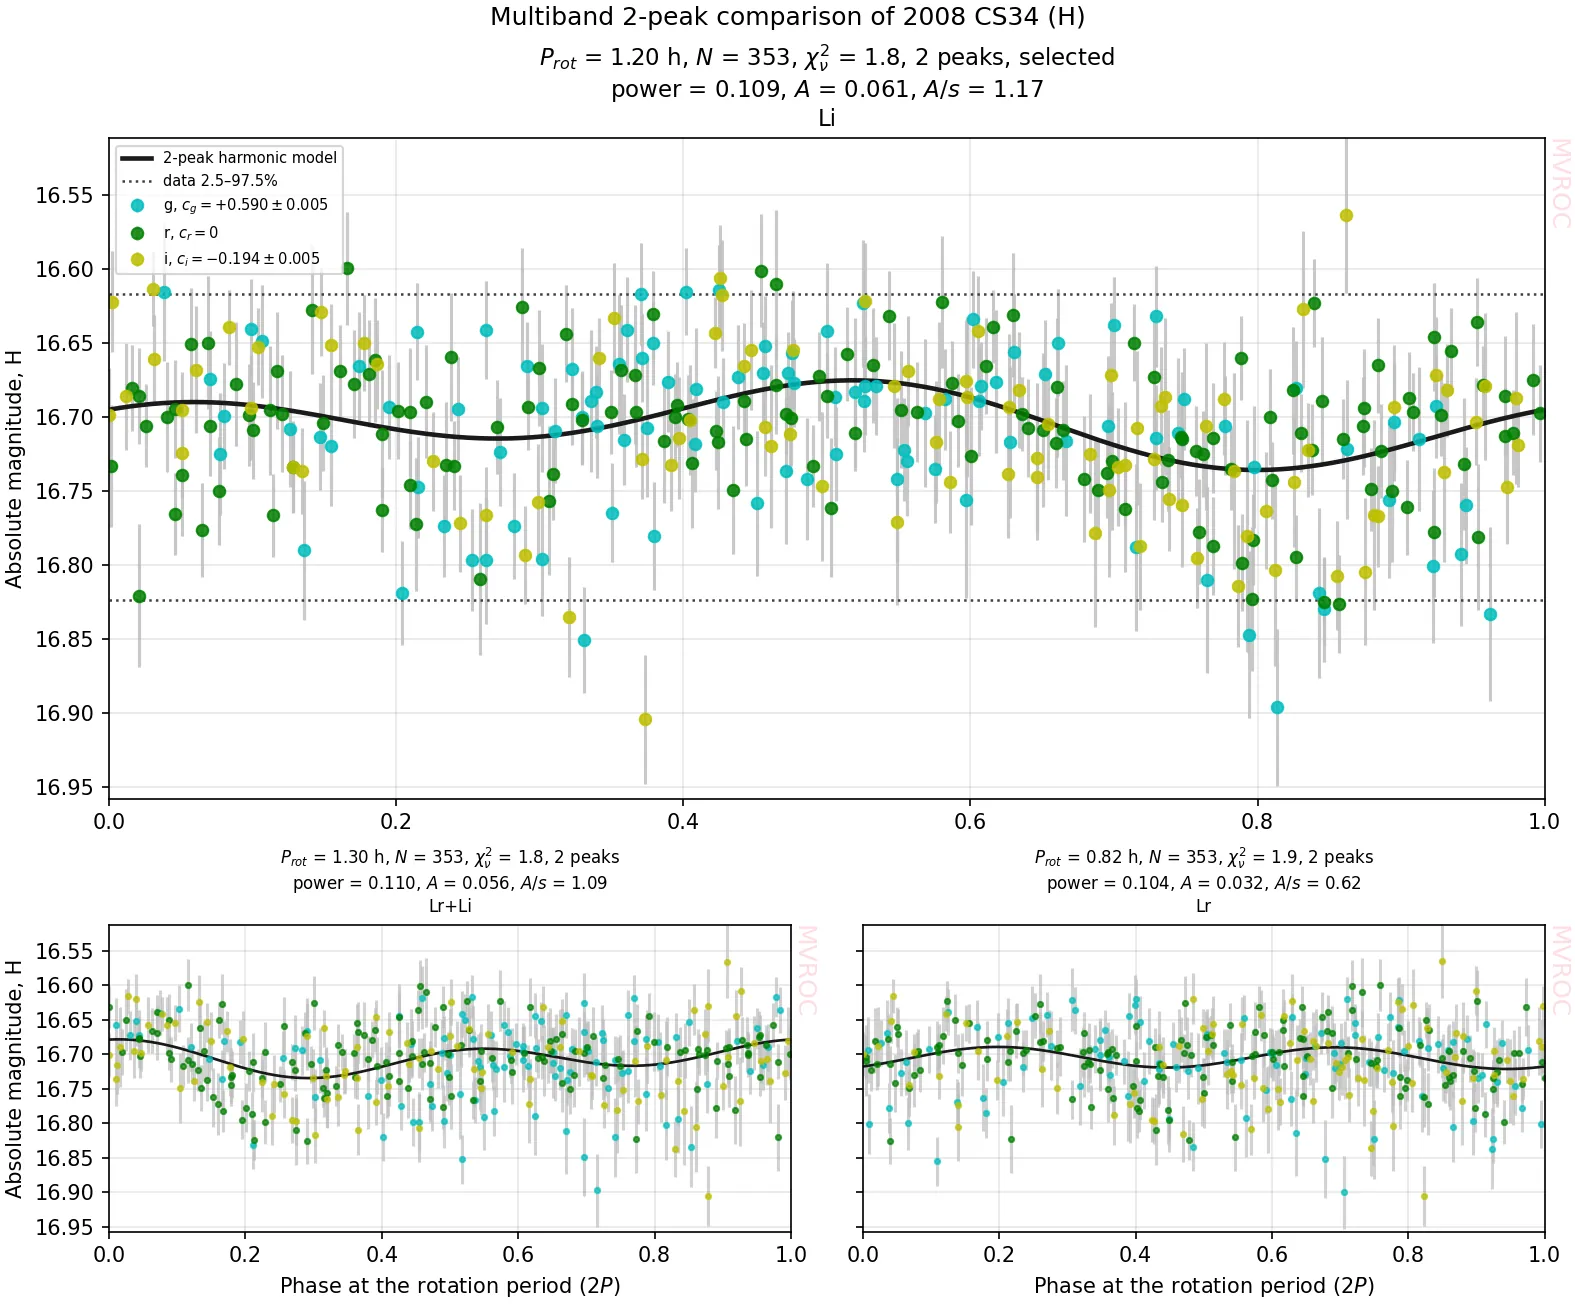 Multiband 2-peak comparison of 2008 CS34 (H)
P_rot = 1.20 h, N = 353, χ²_ν = 1.8, 2 peaks, selected
power = 0.109, A = 0.061, A/s = 1.17
Li
2-peak harmonic model
data 2.5–97.5%
g, c_g = +0.590 ± 0.005
r, c_r = 0
i, c_i = −0.194 ± 0.005
MVROC
Absolute magnitude, H
16.55
16.60
16.65
16.70
16.75
16.80
16.85
16.90
16.95
0.0 0.2 0.4 0.6 0.8 1.0
P_rot = 1.30 h, N = 353, χ²_ν = 1.8, 2 peaks
power = 0.110, A = 0.056, A/s = 1.09
Lr+Li
MVROC
Absolute magnitude, H
16.55
16.60
16.65
16.70
16.75
16.80
16.85
16.90
16.95
0.0 0.2 0.4 0.6 0.8 1.0
Phase at the rotation period (2P)
P_rot = 0.82 h, N = 353, χ²_ν = 1.9, 2 peaks
power = 0.104, A = 0.032, A/s = 0.62
Lr
MVROC
0.0 0.2 0.4 0.6 0.8 1.0
Phase at the rotation period (2P)